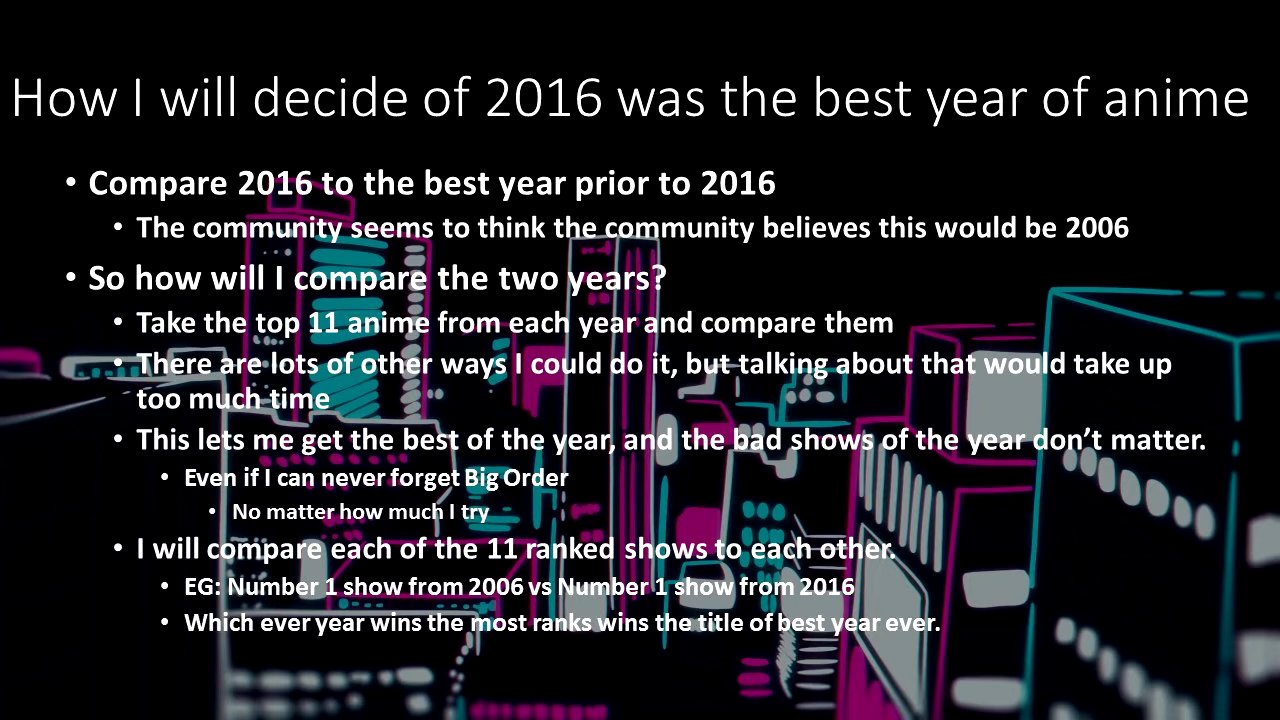 How I will decide of 2016 was the best year of anime
• Compare 2016 to the best year prior to 2016
• The community seems to think the community believes this would be 2006
• So how will I compare the two years?
• Take the top 11 anime from each year and compare them
• There are lots of other ways I could do it, but talking about that would take up
too much time
• This lets me get the best of the year, and the bad shows of the year don’t matter.
• Even if I can never forget Big Order
• No matter how much I try
• I will compare each of the 11 ranked shows to each other.
• EG: Number 1 show from 2006 vs Number 1 show from 2016
• Which ever year wins the most ranks wins the title of best year ever.